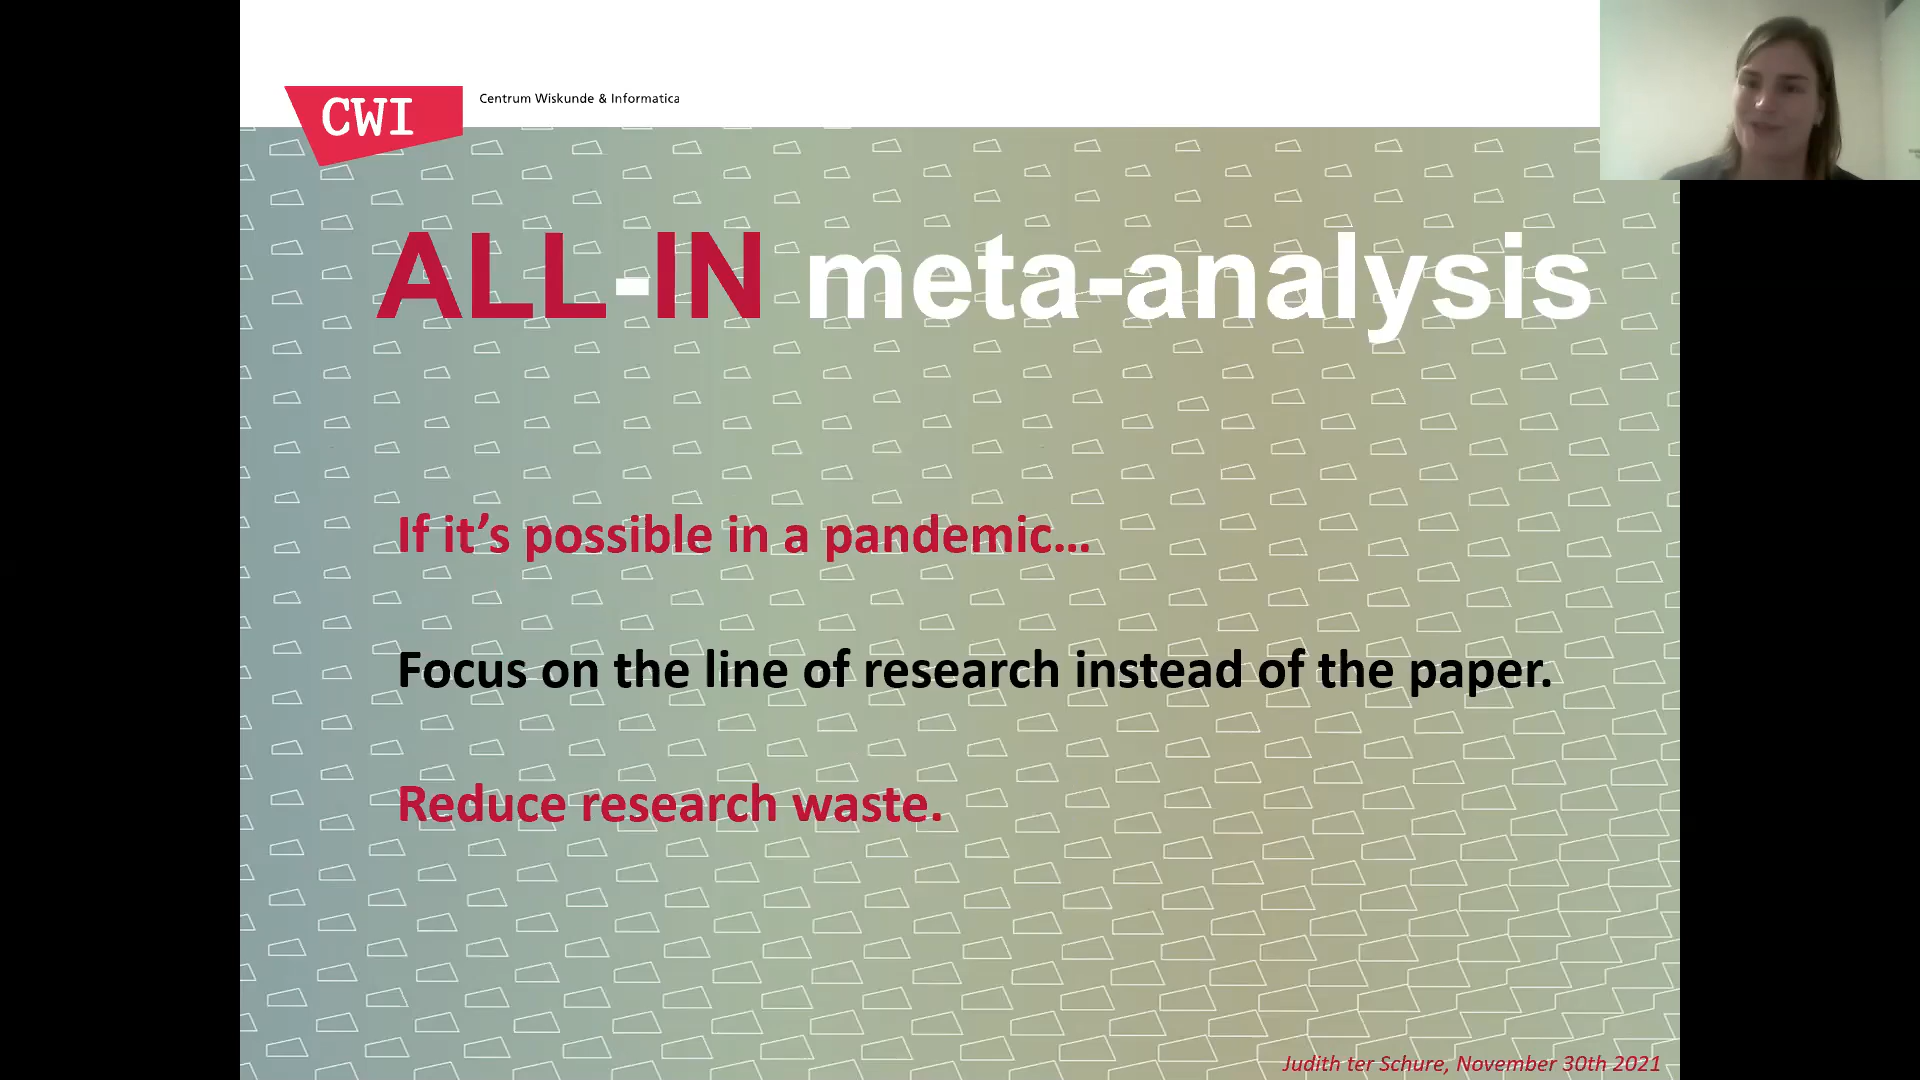 CWI
Centrum Wiskunde & Informatica
ALL-IN meta-analysis
If it’s possible in a pandemic...
Focus on the line of research instead of the paper.
Reduce research waste.
Judith ter Schure, November 30th 2021